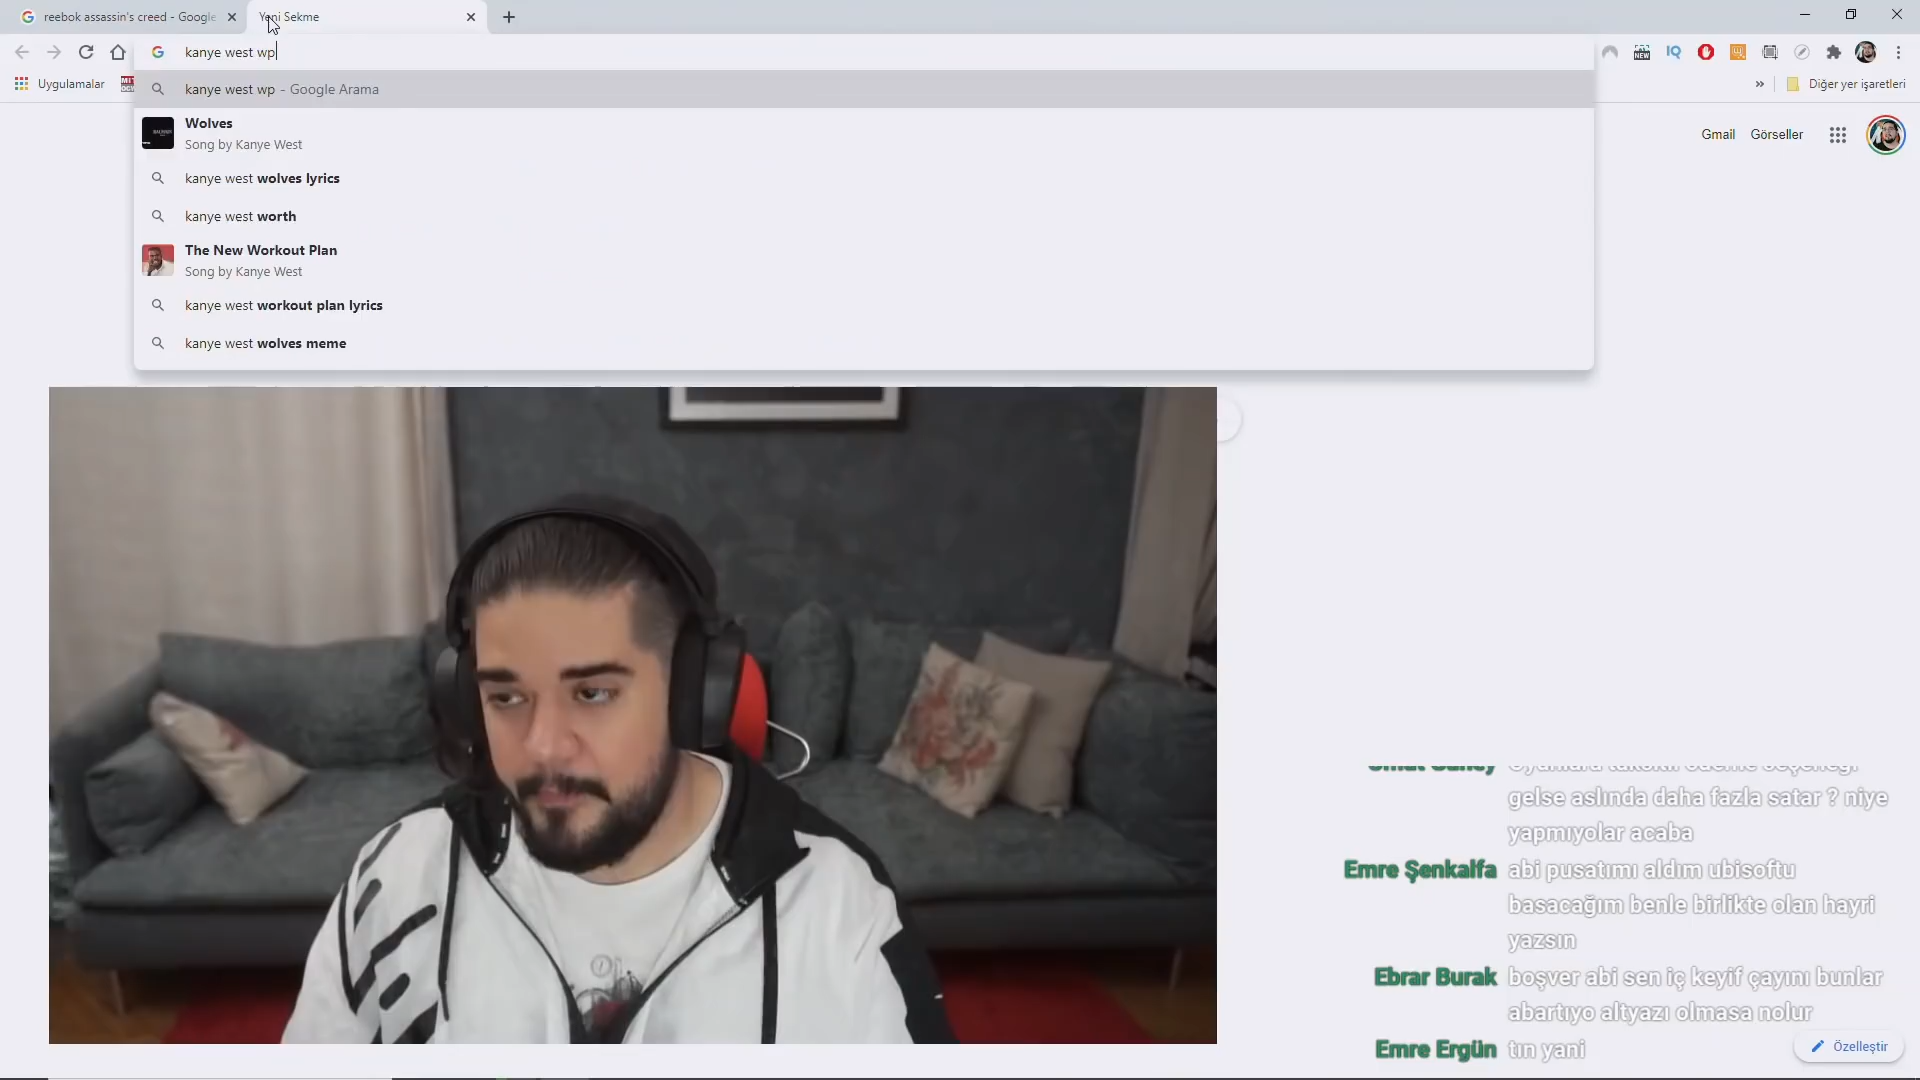 reebok assassin's creed - Google
Yeni Sekme
kanye west wp
Uygulamalar
Diğer yer işaretleri
kanye west wp - Google Arama
Wolves
Song by Kanye West
kanye west wolves lyrics
kanye west worth
The New Workout Plan
Song by Kanye West
kanye west workout plan lyrics
kanye west wolves meme
Gmail Görseller
gelse aslında daha fazla satar ? niye
yapmıyolar acaba
Emre Şenkalfa abi pusatımı aldım ubisoftu
basacağım benle birlikte olan hayri
yazsın
Ebrar Burak boşver abi sen iç keyif çayını bunlar
abartıyo altyazı olmasa nolur
Emre Ergün tın yani
Özelleştir